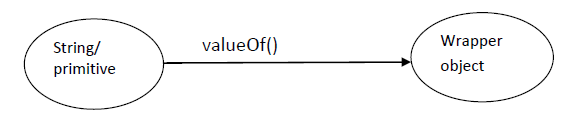 String/
primitive
valueOf()
Wrapper
object